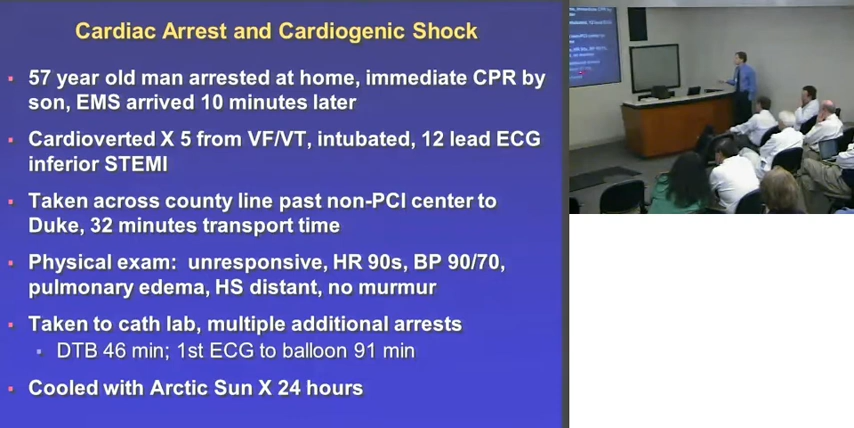 Cardiac Arrest and Cardiogenic Shock
57 year old man arrested at home, immediate CPR by
son, EMS arrived 10 minutes later
Cardioverted X 5 from VF/VT, intubated, 12 lead ECG
inferior STEMI
Taken across county line past non-PCI center to
Duke, 32 minutes transport time
Physical exam: unresponsive, HR 90s, BP 90/70,
pulmonary edema, HS distant, no murmur
Taken to cath lab, multiple additional arrests
DTB 46 min; 1st ECG to balloon 91 min
Cooled with Arctic Sun X 24 hours